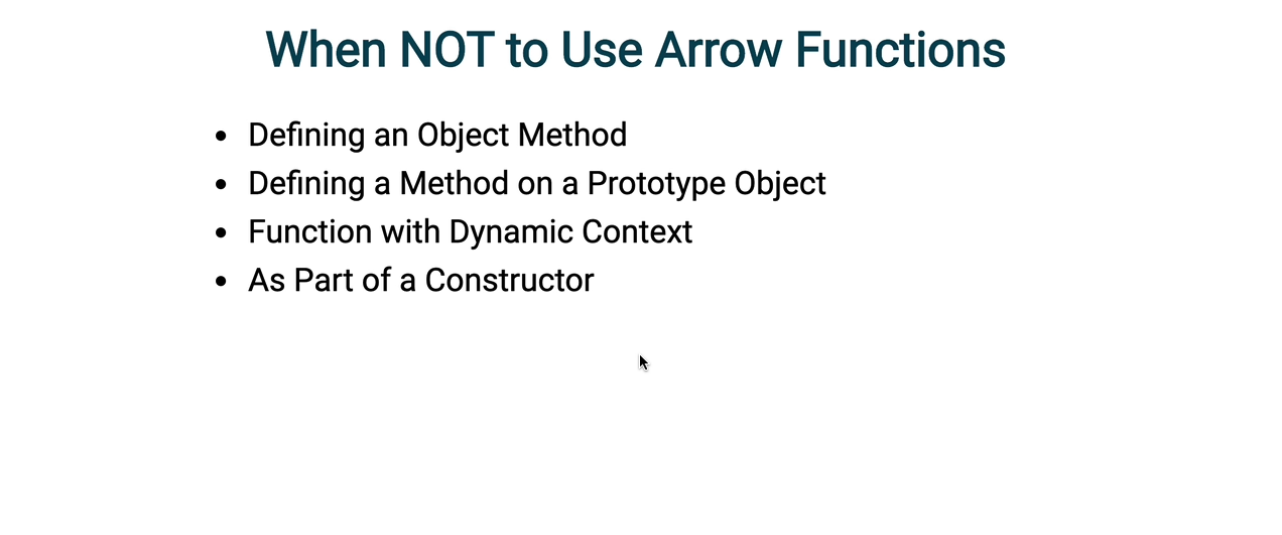 When NOT to Use Arrow Functions
• Defining an Object Method
• Defining a Method on a Prototype Object
• Function with Dynamic Context
• As Part of a Constructor